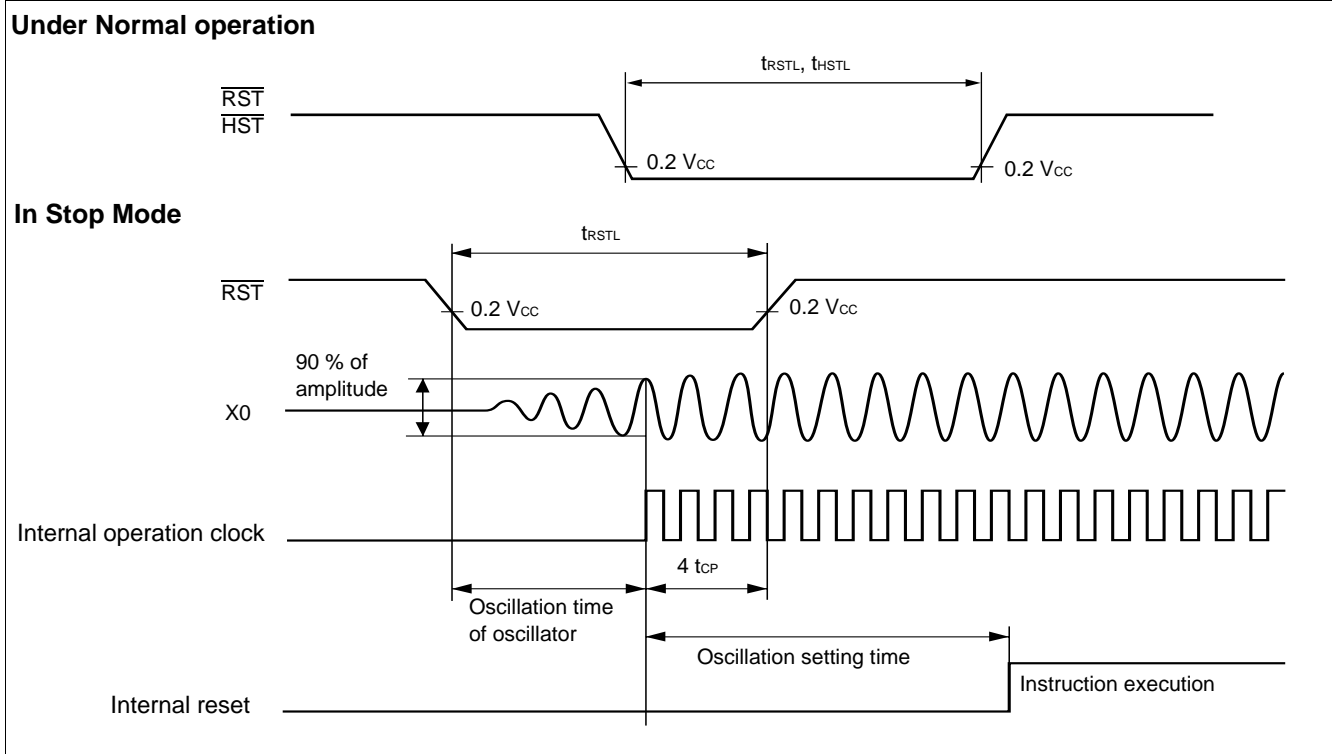 Under Normal operation
tRSTL, tHSTL
RST
HST
0.2 VCC
0.2 VCC
In Stop Mode
tRSTL
RST
0.2 VCC
0.2 VCC
90 % of
amplitude
X0
Internal operation clock
4 tCP
Oscillation time
of oscillator
Oscillation setting time
Instruction execution
Internal reset